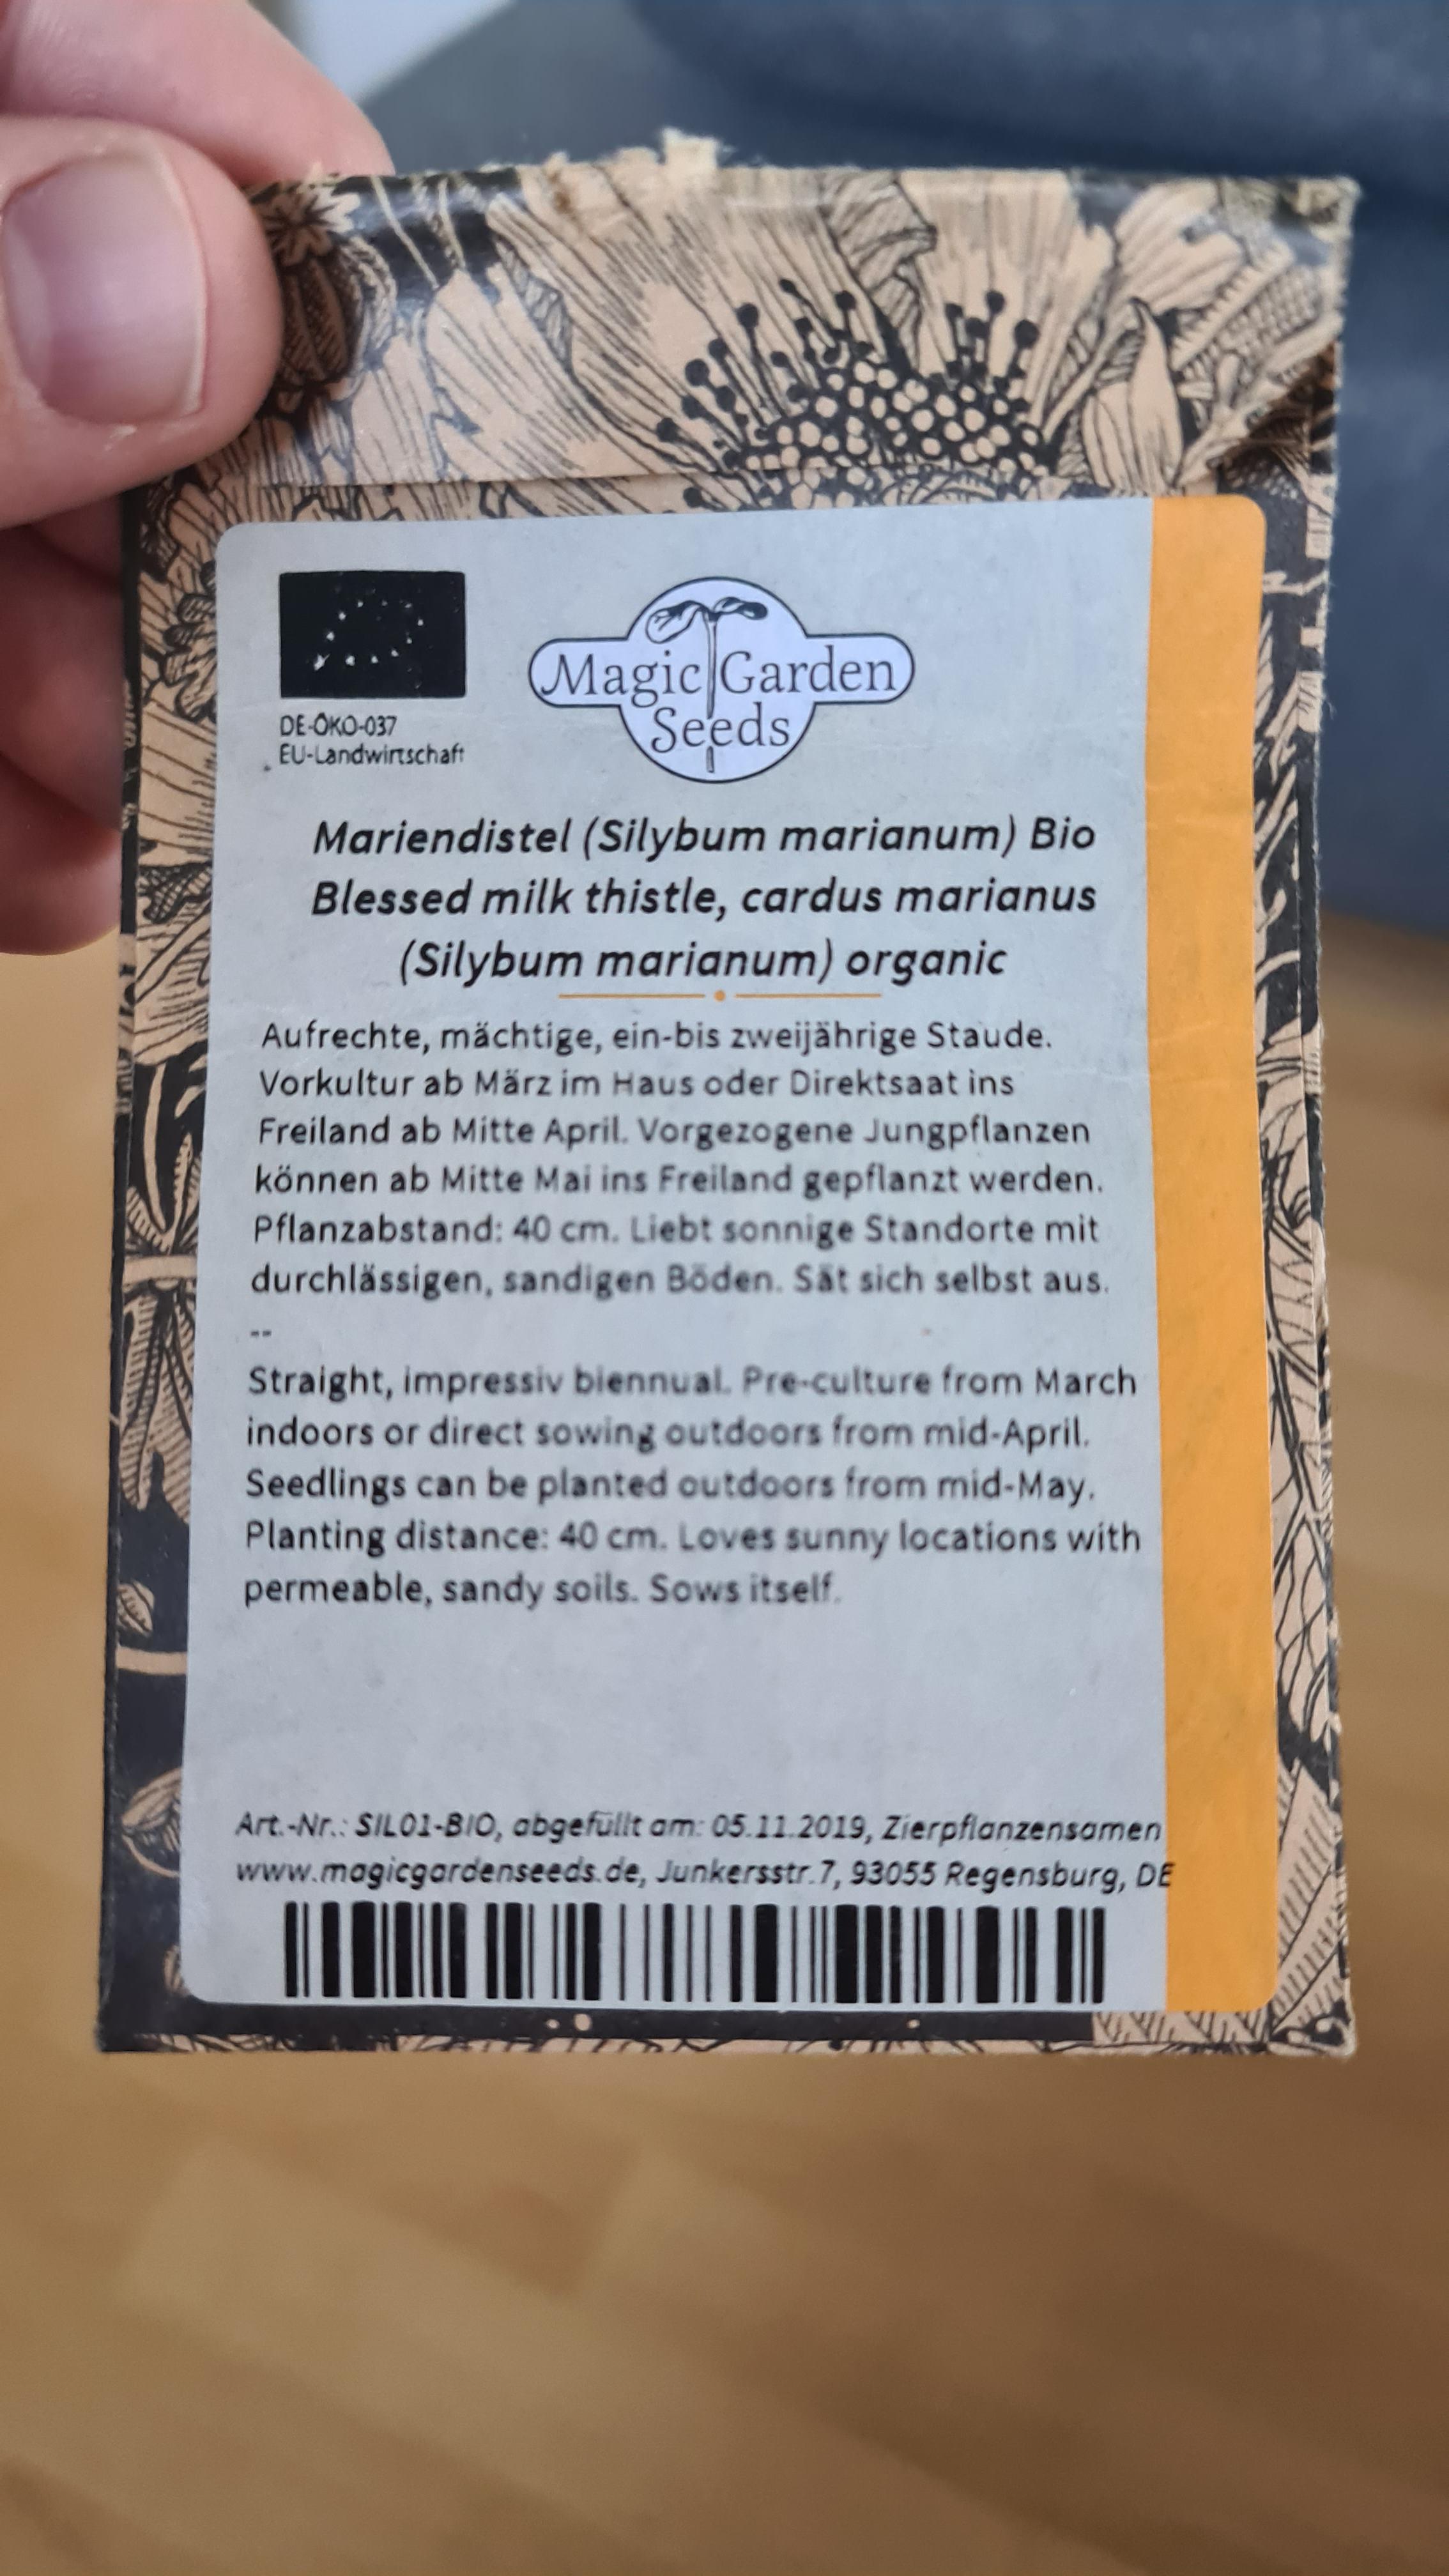 DE-ÖKO-037
EU-Landwirtschaft
Magic Garden
Seeds
Mariendistel (Silybum marianum) Bio
Blessed milk thistle, cardus marianus
(Silybum marianum) organic
Aufrechte, mächtige, ein-bis zweijährige Staude.
Vorkultur ab März im Haus oder Direktsaat ins
Freiland ab Mitte April. Vorgezogene Jungpflanzen
können ab Mitte Mai ins Freiland gepflanzt werden.
Pflanzabstand: 40 cm. Liebt sonnige Standorte mit
durchlässigen, sandigen Böden. Sät sich selbst aus.
--
Straight, impressiv biennual. Pre-culture from March
indoors or direct sowing outdoors from mid-April.
Seedlings can be planted outdoors from mid-May.
Planting distance: 40 cm. Loves sunny locations with
permeable, sandy soils. Sows itself.
Art.-Nr.: SIL01-BIO, abgefüllt am: 05.11.2019, Zierpflanzensamen
www.magicgardenseeds.de, Junkersstr.7, 93055 Regensburg, DE